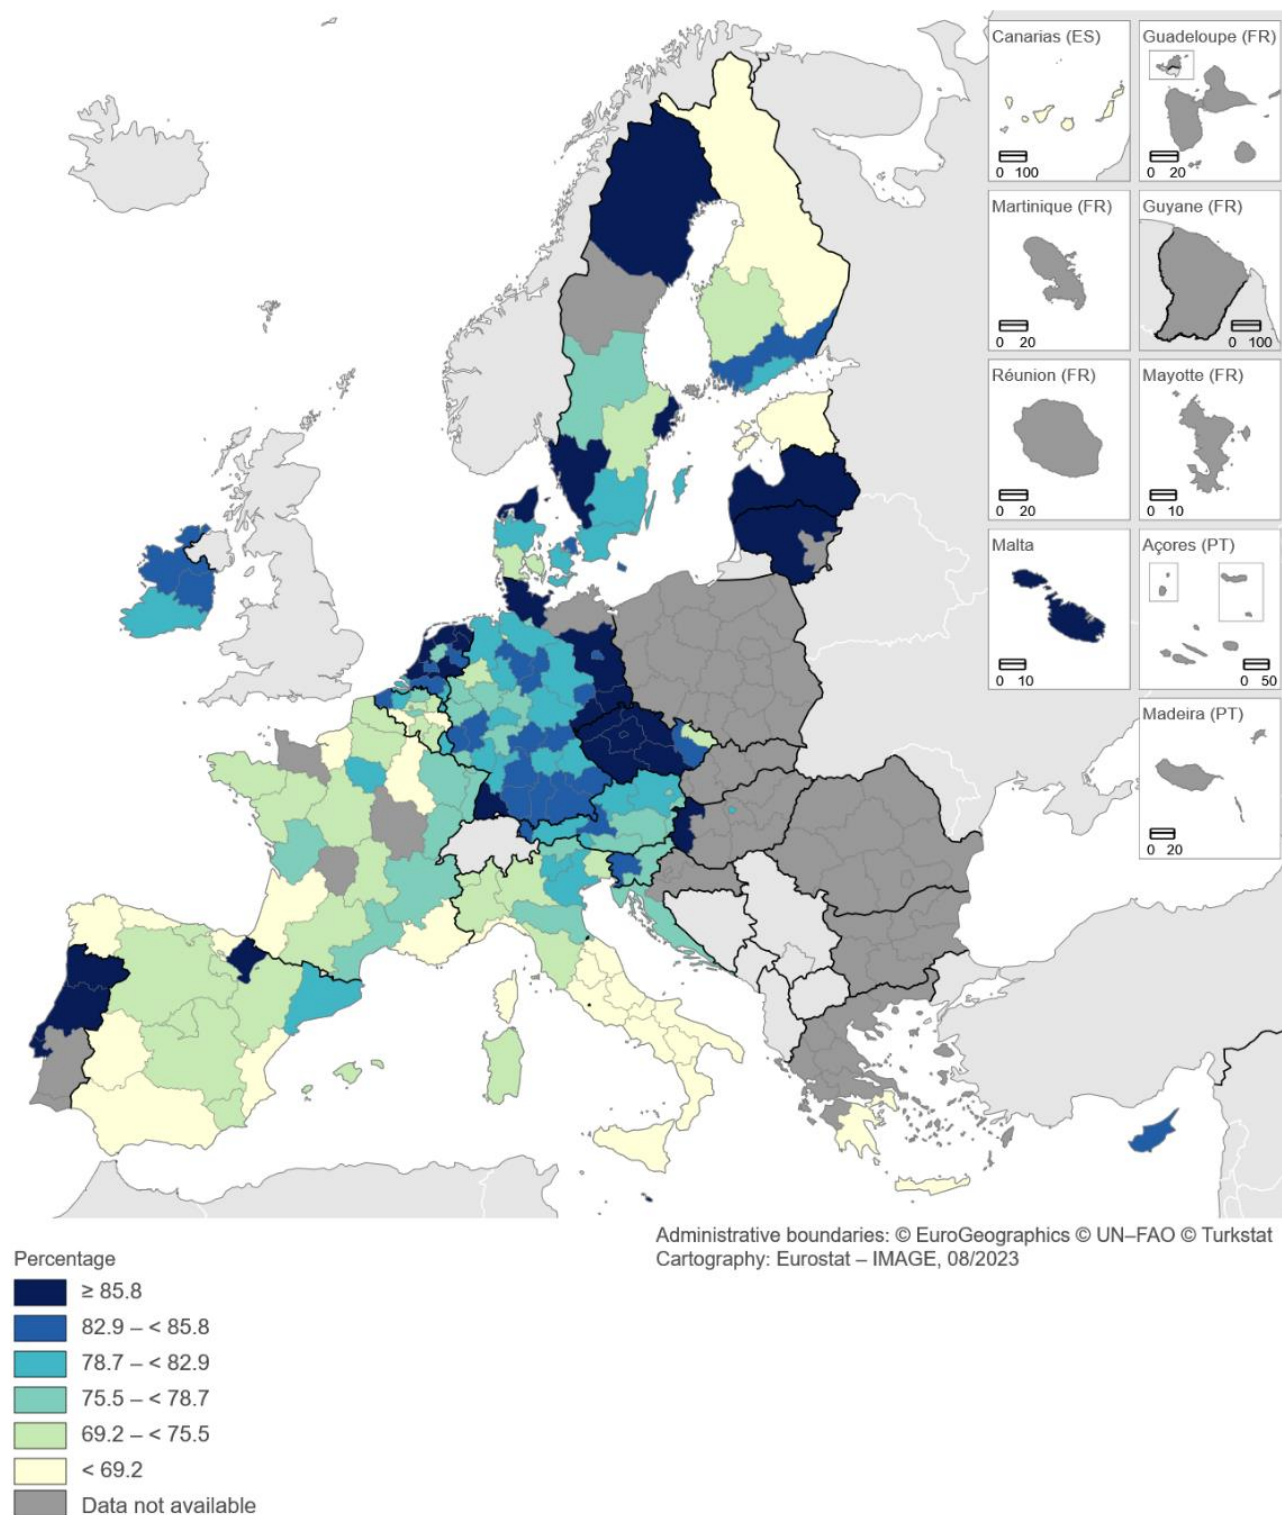 Canarias (ES)
0 100
Guadeloupe (FR)
0 20
Martinique (FR)
0 20
Guyane (FR)
0 100
Réunion (FR)
0 20
Mayotte (FR)
0 10
Malta
0 10
Açores (PT)
0 50
Madeira (PT)
0 20
Administrative boundaries: © EuroGeographics © UN–FAO © Turkstat
Cartography: Eurostat – IMAGE, 08/2023
Percentage
≥ 85.8
82.9 – < 85.8
78.7 – < 82.9
75.5 – < 78.7
69.2 – < 75.5
< 69.2
Data not available